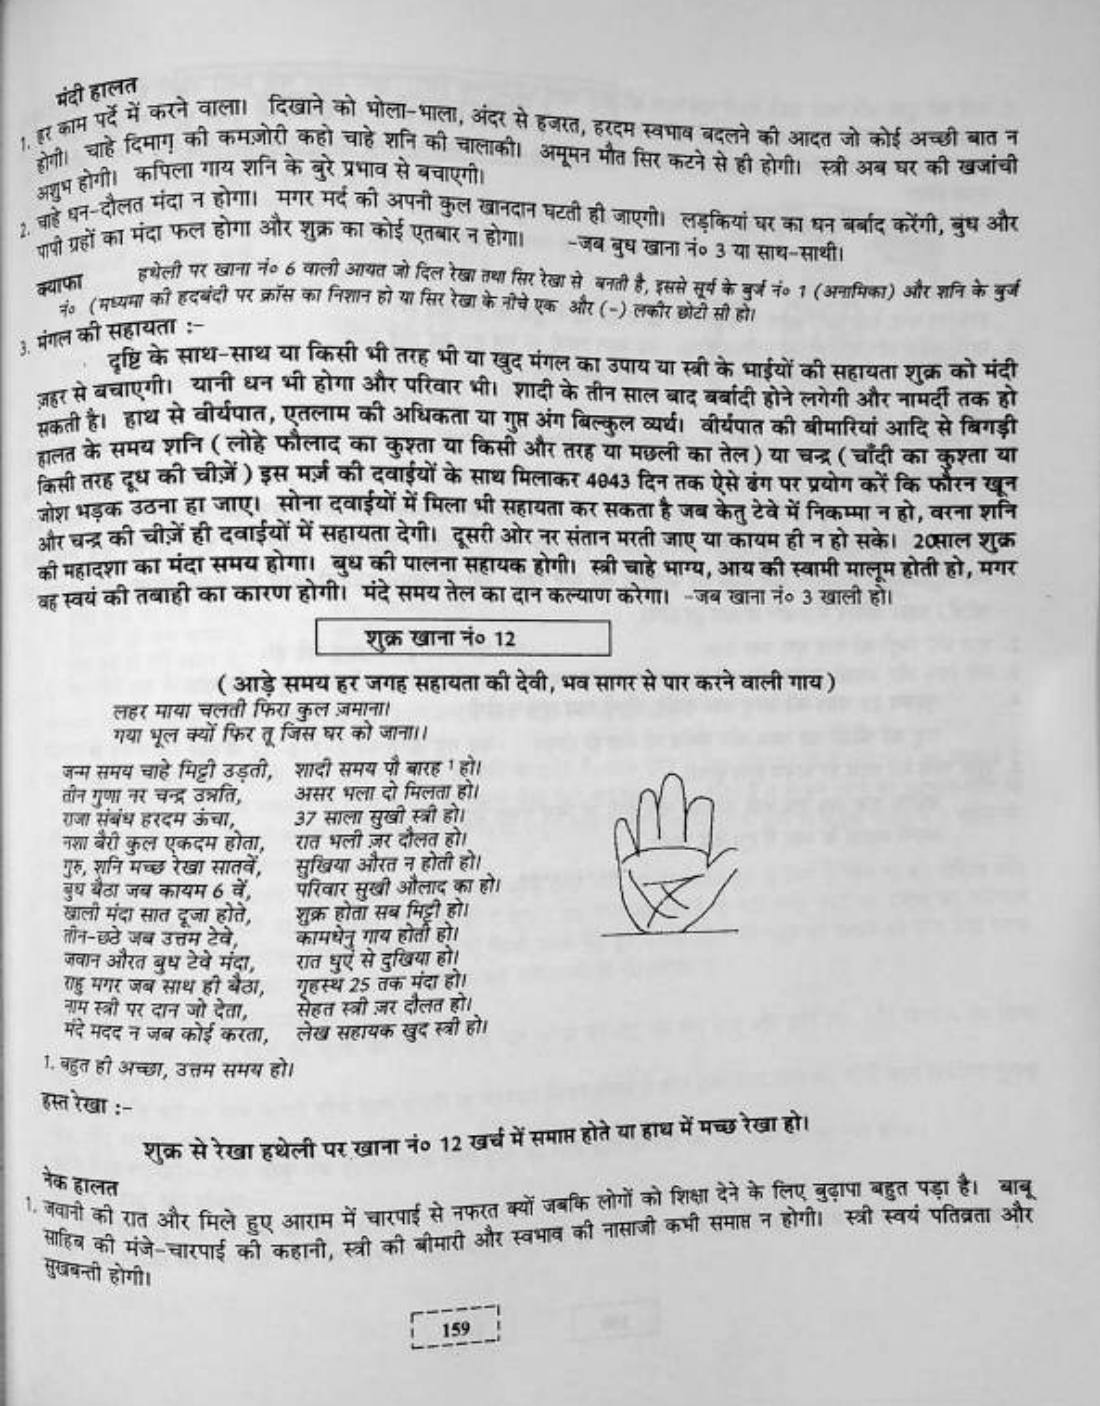 मंदी हालत
1. हर काम पर्दे में करने वाला। दिखाने को भोला-भाला, अंदर से हजरत, हरदम स्वभाव बदलने की आदत जो कोई अच्छी बात न
होगी। चाहे दिमाग़ की कमज़ोरी कहो चाहे शनि की चालाकी। अमूमन मौत सिर कटने से ही होगी। स्त्री अब घर की खजांची
अशुभ होगी। कपिला गाय शनि के बुरे प्रभाव से बचाएगी।
2. चाहे धन-दौलत मंदा न होगा। मगर मर्द की अपनी कुल खानदान घटती ही जाएगी। लड़कियां घर का धन बर्बाद करेंगी, बुध और
पापी ग्रहों का मंदा फल होगा और शुक्र का कोई एतबार न होगा। -जब बुध खाना नं० 3 या साथ-साथी।
क्याफा हथेली पर खाना नं० 6 वाली आयत जो दिल रेखा तथा सिर रेखा से बनती है, इससे सूर्य के बुर्ज नं० 1 (अनामिका) और शनि के बुर्ज
नं० (मध्यमा की हदबंदी पर क्रॉस का निशान हो या सिर रेखा के नीचे एक और (-) लकीर छोटी सी हो।
3. मंगल की सहायता :-
दृष्टि के साथ-साथ या किसी भी तरह भी या खुद मंगल का उपाय या स्त्री के भाईयों की सहायता शुक्र को मंदी
ज़हर से बचाएगी। यानी धन भी होगा और परिवार भी। शादी के तीन साल बाद बर्बादी होने लगेगी और नामर्दी तक हो
सकती है। हाथ से वीर्यपात, एतलाम की अधिकता या गुप्त अंग बिल्कुल व्यर्थ। वीर्यपात की बीमारियां आदि से बिगड़ी
हालत के समय शनि ( लोहे फौलाद का कुश्ता या किसी और तरह या मछली का तेल ) या चन्द्र ( चाँदी का कुश्ता या
किसी तरह दूध की चीज़ें ) इस मर्ज़ की दवाईयों के साथ मिलाकर 4043 दिन तक ऐसे ढंग पर प्रयोग करें कि फौरन खून
जोश भड़क उठना हा जाए। सोना दवाईयों में मिला भी सहायता कर सकता है जब केतु टेवे में निकम्मा न हो, वरना शनि
और चन्द्र की चीज़ें ही दवाईयों में सहायता देगी। दूसरी ओर नर संतान मरती जाए या कायम ही न हो सके। 20साल शुक्र
की महादशा का मंदा समय होगा। बुध की पालना सहायक होगी। स्त्री चाहे भाग्य, आय की स्वामी मालूम होती हो, मगर
वह स्वयं की तबाही का कारण होगी। मंदे समय तेल का दान कल्याण करेगा। -जब खाना नं० 3 खाली हो।
शुक्र खाना नं० 12
( आड़े समय हर जगह सहायता की देवी, भव सागर से पार करने वाली गाय )
लहर माया चलती फिरा कुल ज़माना।
गया भूल क्यों फिर तू जिस घर को जाना।।
जन्म समय चाहे मिट्टी उड़ती, शादी समय पौ बारह 1 हो।
तीन गुणा नर चन्द्र उन्नति, असर भला दो मिलता हो।
राजा संबंध हरदम ऊंचा, 37 साला सुखी स्त्री हो।
नशा बैरी कुल एकदम होता, रात भली ज़र दौलत हो।
गुरु, शनि मच्छ रेखा सातवें, सुखिया औरत न होती हो।
बुध बैठा जब कायम 6 वें, परिवार सुखी औलाद का हो।
खाली मंदा सात दूजा होते, शुक्र होता सब मिट्टी हो।
तीन-छठे जब उत्तम टेवे, कामधेनु गाय होती हो।
जवान औरत बुध टेवे मंदा, रात धुएं से दुखिया हो।
राहु मगर जब साथ ही बैठा, गृहस्थ 25 तक मंदा हो।
नाम स्त्री पर दान जो देता, सेहत स्त्री ज़र दौलत हो।
मंदे मदद न जब कोई करता, लेख सहायक खुद स्त्री हो।
1. बहुत ही अच्छा, उत्तम समय हो।
हस्त रेखा :-
शुक्र से रेखा हथेली पर खाना नं० 12 खर्च में समाप्त होते या हाथ में मच्छ रेखा हो।
नेक हालत
1. जवानी की रात और मिले हुए आराम में चारपाई से नफरत क्यों जबकि लोगों को शिक्षा देने के लिए बुढ़ापा बहुत पड़ा है। बाबू
साहिब की मंजे-चारपाई की कहानी, स्त्री की बीमारी और स्वभाव की नासाजी कभी समाप्त न होगी। स्त्री स्वयं पतिव्रता और
सुखबन्ती होगी।
159